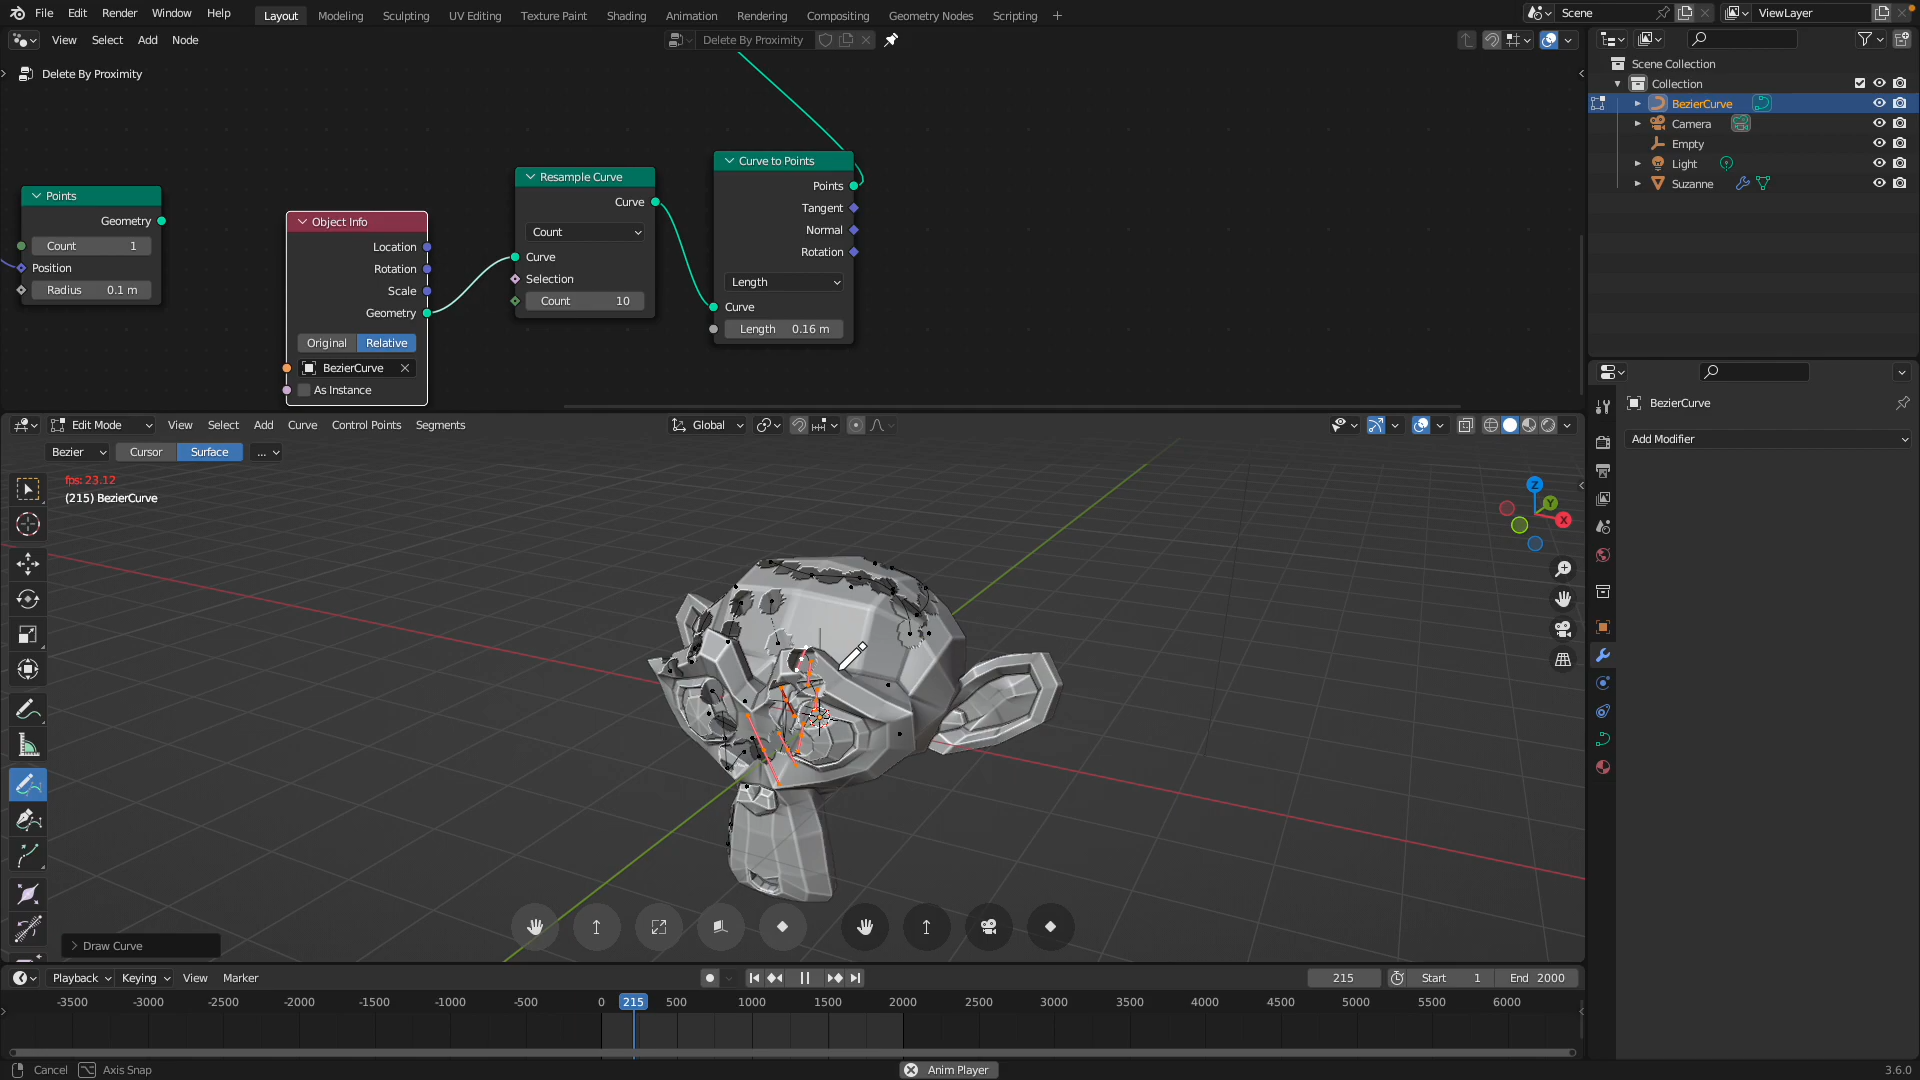 File Edit Render Window Help Layout Modeling Sculpting UV Editing Texture Paint Shading Animation Rendering Compositing Geometry Nodes Scripting + Scene ViewLayer
View Select Add Node Delete By Proximity
Delete By Proximity
Points
Geometry
Count 1
Position
Radius 0.1 m
Object Info
Location
Rotation
Scale
Geometry
Original Relative
BezierCurve
As Instance
Resample Curve
Curve
Count
Curve
Selection
Count 10
Curve to Points
Points
Tangent
Normal
Rotation
Length
Curve
Length 0.16 m
Scene Collection
Collection
BezierCurve
Camera
Empty
Light
Suzanne
BezierCurve
Add Modifier
Edit Mode View Select Add Curve Control Points Segments Global
Bezier Cursor Surface ...
fps: 23.12
(215) BezierCurve
Z
Y
X
Draw Curve
Playback Keying View Marker 215 Start 1 End 2000
-3500 -3000 -2500 -2000 -1500 -1000 -500 0 215 500 1000 1500 2000 2500 3000 3500 4000 4500 5000 5500 6000
Cancel Axis Snap Anim Player 3.6.0